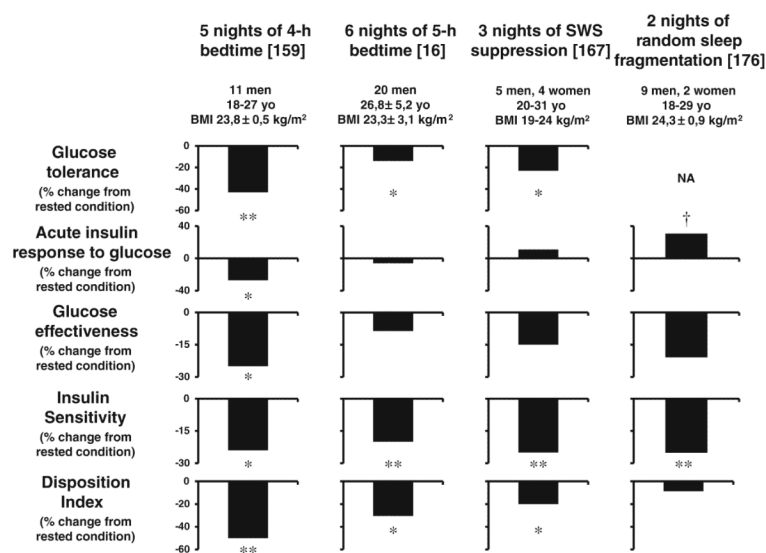 5 nights of 4-h
bedtime [159]
6 nights of 5-h
bedtime [16]
3 nights of SWS
suppression [167]
2 nights of
random sleep
fragmentation [176]
11 men
18-27 yo
BMI 23,8± 0,5 kg/m²
20 men
26,8± 5,2 yo
BMI 23,3± 3,1 kg/m²
5 men, 4 women
20-31 yo
BMI 19-24 kg/m²
9 men, 2 women
18-29 yo
BMI 24,3± 0,9 kg/m²
Glucose
tolerance
(% change from
rested condition)
0
-20
-40
-60
**
*
*
NA
Acute insulin
response to glucose
(% change from
rested condition)
40
0
-40
*
†
Glucose
effectiveness
(% change from
rested condition)
0
-15
-30
*
Insulin
Sensitivity
(% change from
rested condition)
0
-15
-30
*
**
**
**
Disposition
Index
(% change from
rested condition)
0
-20
-40
-60
**
*
*